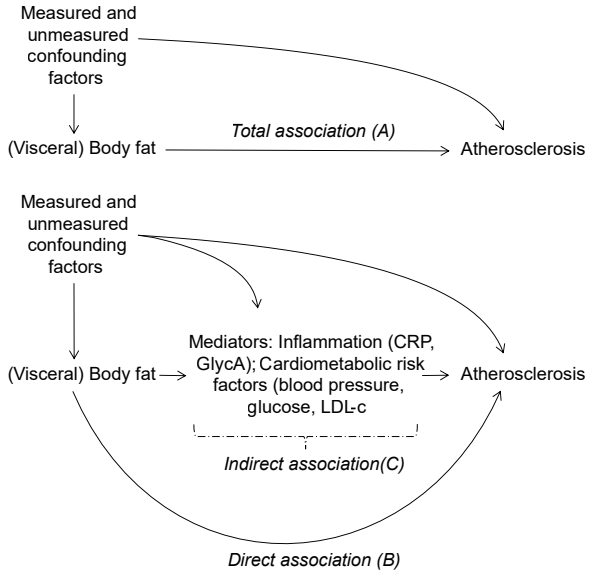 Measured and
unmeasured
confounding
factors
Total association (A)
(Visceral) Body fat
Atherosclerosis
Measured and
unmeasured
confounding
factors
Mediators: Inflammation (CRP,
GlycA); Cardiometabolic risk
factors (blood pressure,
glucose, LDL-c
(Visceral) Body fat
Atherosclerosis
Indirect association(C)
Direct association (B)